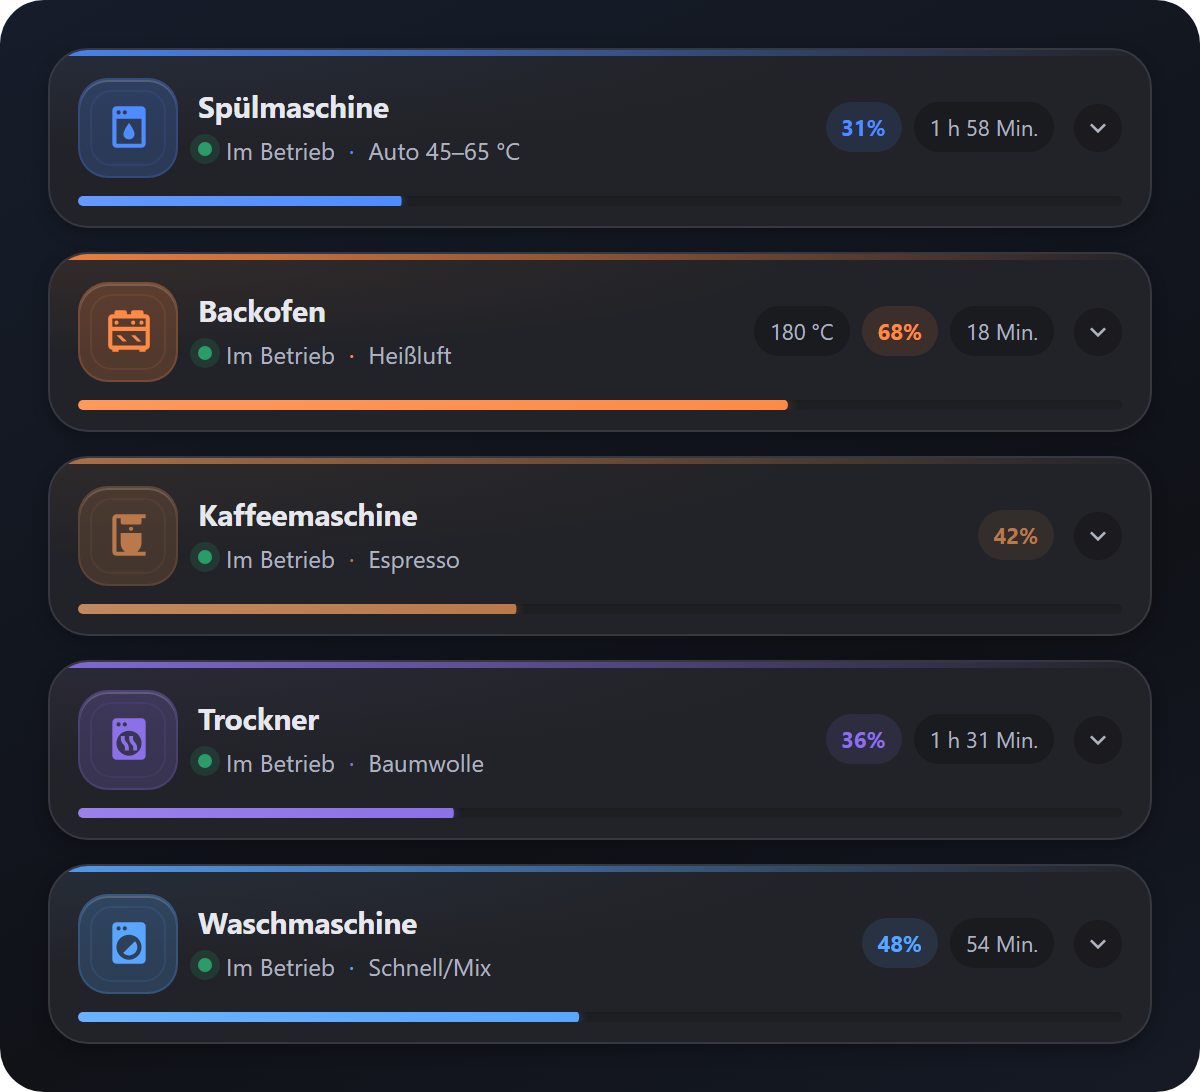 Spülmaschine
Im Betrieb · Auto 45–65 °C
31% 1 h 58 Min.
Backofen
Im Betrieb · Heißluft
180 °C 68% 18 Min.
Kaffeemaschine
Im Betrieb · Espresso
42%
Trockner
Im Betrieb · Baumwolle
36% 1 h 31 Min.
Waschmaschine
Im Betrieb · Schnell/Mix
48% 54 Min.